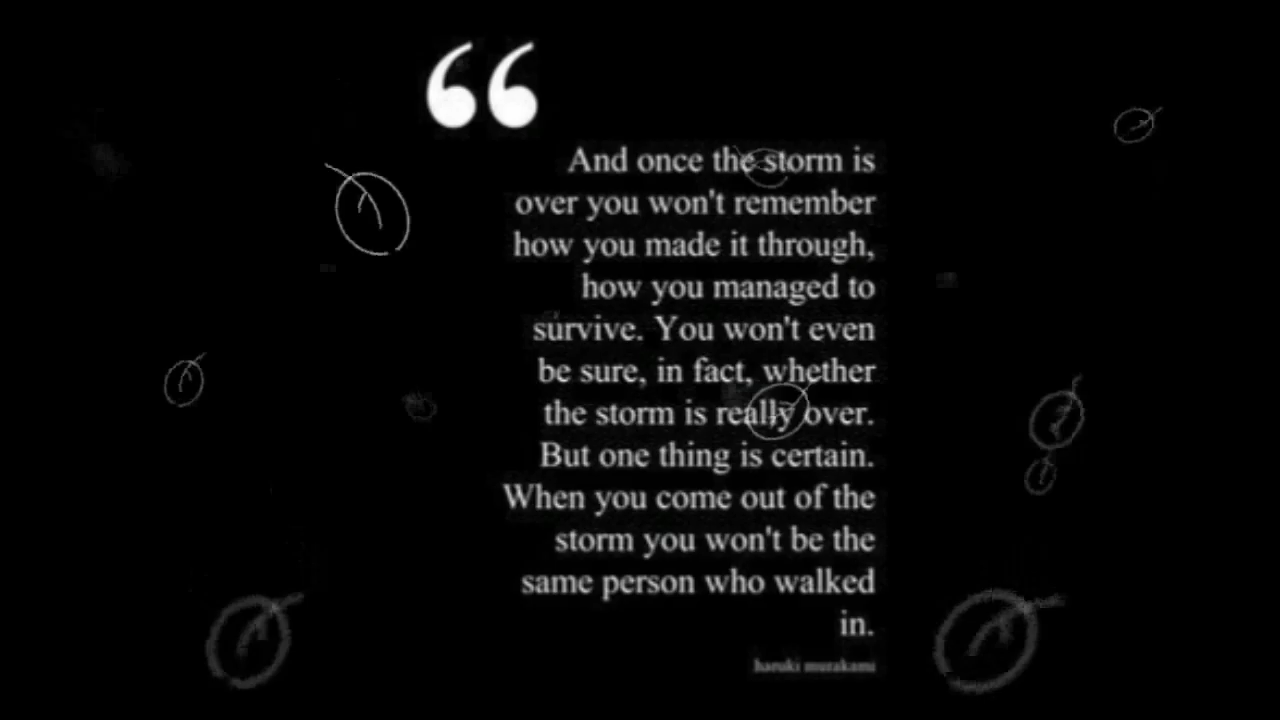 “
And once the storm is
over you won't remember
how you made it through,
how you managed to
survive. You won't even
be sure, in fact, whether
the storm is really over.
But one thing is certain.
When you come out of the
storm you won't be the
same person who walked
in.
haruki murakami